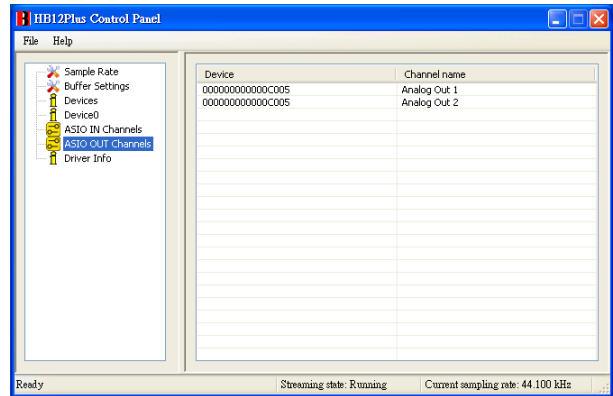 HB12Plus Control Panel
File Help
Sample Rate
Buffer Settings
Devices
Device0
ASIO IN Channels
ASIO OUT Channels
Driver Info
Device Channel name
000000000000C005 Analog Out 1
000000000000C005 Analog Out 2
Ready Streaming state: Running Current sampling rate: 44.100 kHz